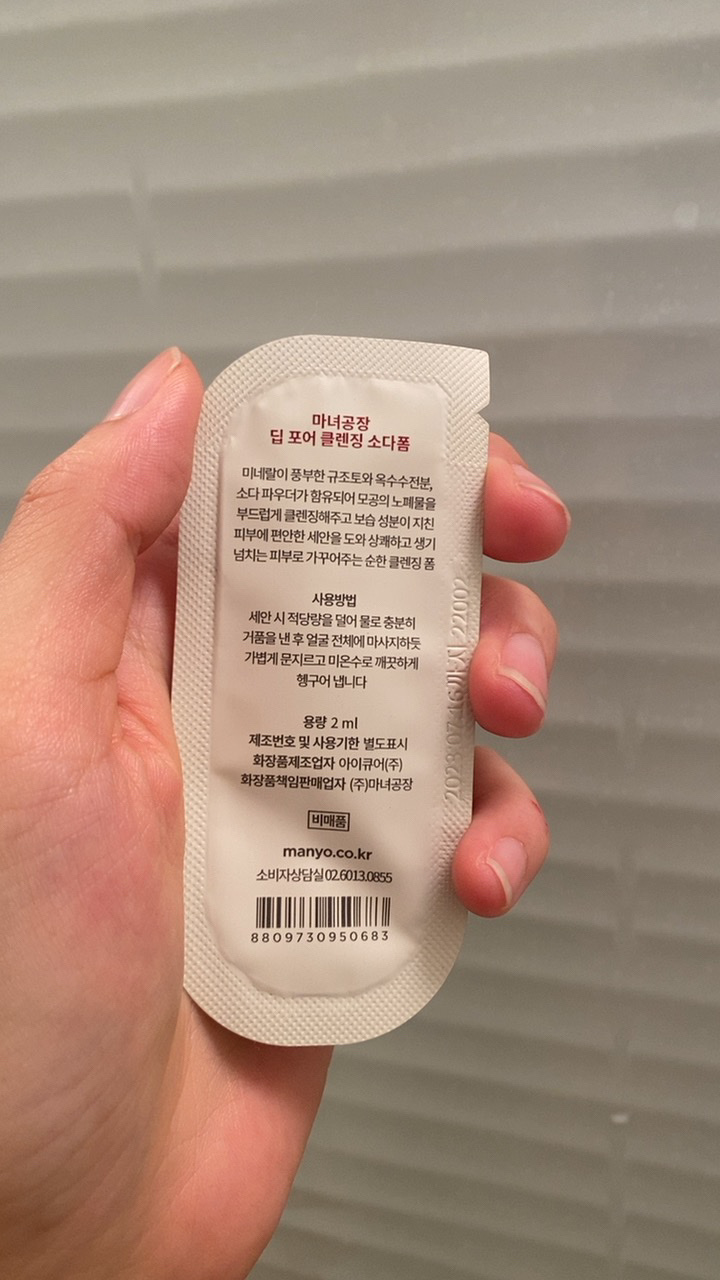 마녀공장
딥 포어 클렌징 소다폼
미네랄이 풍부한 규조토와 옥수수전분,
소다 파우더가 함유되어 모공의 노폐물을
부드럽게 클렌징해주고 보습 성분이 지친
피부에 편안한 세안을 도와 상쾌하고 생기
넘치는 피부로 가꾸어주는 순한 클렌징 폼
사용방법
세안 시 적당량을 덜어 물로 충분히
거품을 낸 후 얼굴 전체에 마사지하듯
가볍게 문지르고 미온수로 깨끗하게
헹구어 냅니다
용량 2 ml
제조번호 및 사용기한 별도표시
화장품제조업자 아이큐어(주)
화장품책임판매업자 (주)마녀공장
비매품
manyo.co.kr
소비자상담실 02.6013.0855
8809730950683
2023.07.16까지 22002